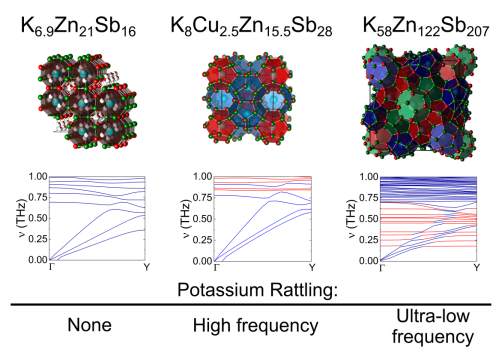 K6.9Zn21Sb16 K8Cu2.5Zn15.5Sb28 K58Zn122Sb207
1.00 1.00 1.00
0.75 0.75 0.75
ν (THz) ν (THz) ν (THz)
0.50 0.50 0.50
0.25 0.25 0.25
0.00 0.00 0.00
Γ Y Γ Y Γ Y
Potassium Rattling:
None High frequency Ultra-low
frequency